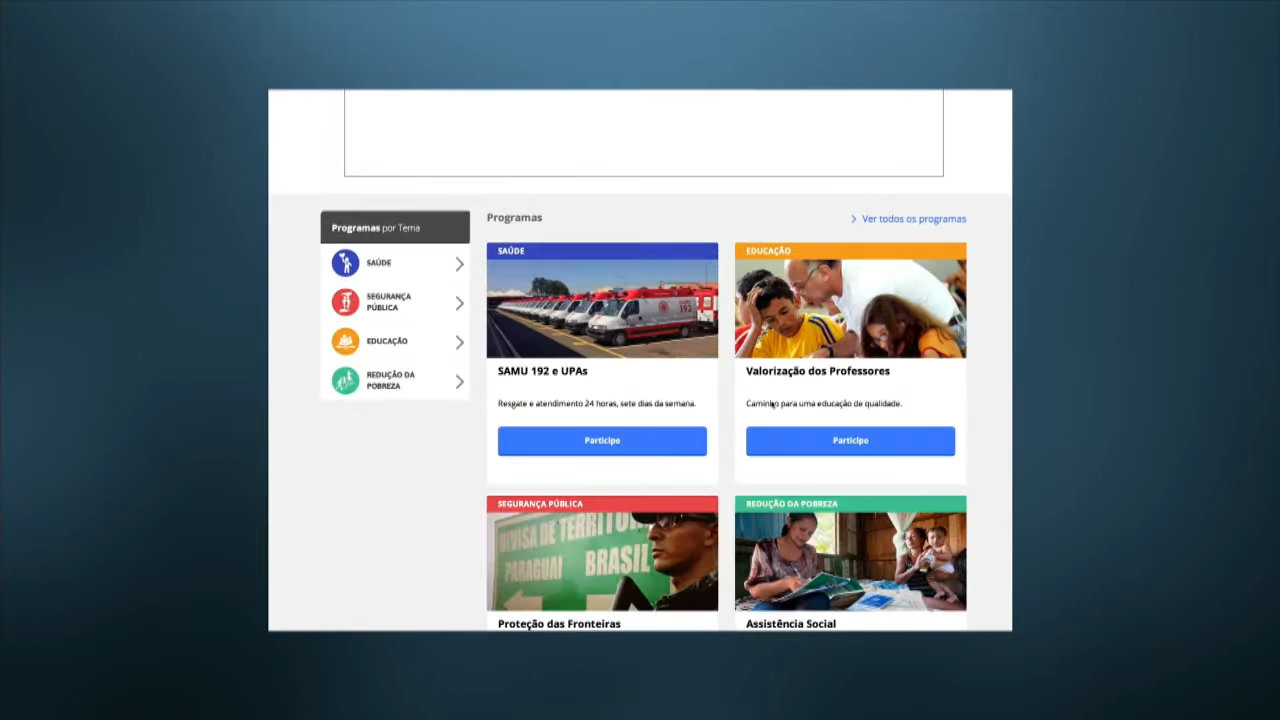 Programas por Tema
SAÚDE
SEGURANÇA
PÚBLICA
EDUCAÇÃO
REDUÇÃO DA
POBREZA
Programas
Ver todos os programas
SAÚDE
192
SAMU 192 e UPAs
Resgate e atendimento 24 horas, sete dias da semana.
Participe
EDUCAÇÃO
Valorização dos Professores
Caminho para uma educação de qualidade.
Participe
SEGURANÇA PÚBLICA
DIVISA DE TERRITO
PARAGUAI BRASIL
Proteção das Fronteiras
REDUÇÃO DA POBREZA
Assistência Social